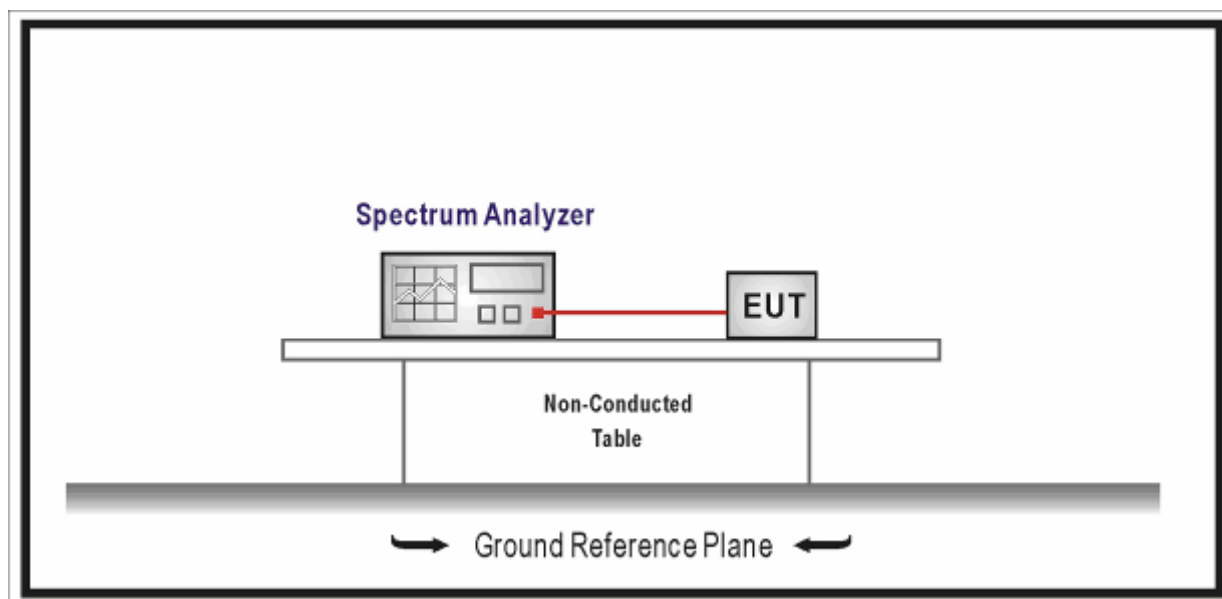 Spectrum Analyzer
EUT
Non-Conducted
Table
Ground Reference Plane